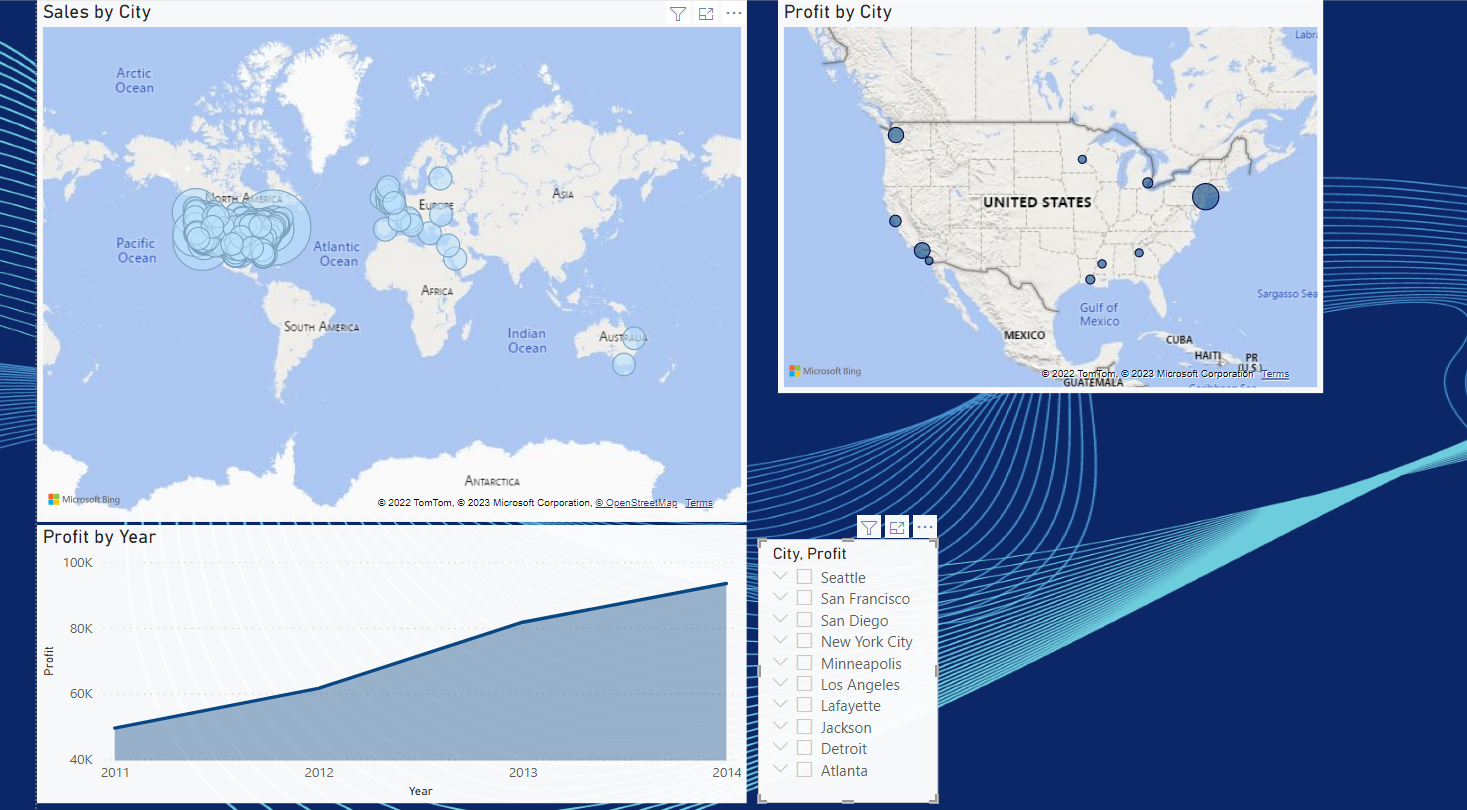 Sales by City
Arctic
Ocean
NORTH AMERICA
EUROPE
ASIA
Pacific
Ocean
Atlantic
Ocean
AFRICA
SOUTH AMERICA
Indian
Ocean
AUSTRALIA
ANTARCTICA
Microsoft Bing
© 2022 TomTom, © 2023 Microsoft Corporation, © OpenStreetMap Terms
Profit by City
Labra
UNITED STATES
Sargasso Sea
Gulf of
Mexico
MEXICO
CUBA
HAITI
PR
(U.S.)
Microsoft Bing
© 2022 TomTom, © 2023 Microsoft Corporation Terms
GUATEMALA
Caribbean Sea
Profit by Year
100K
80K
60K
40K
Profit
2011 2012 2013 2014
Year
City, Profit
Seattle
San Francisco
San Diego
New York City
Minneapolis
Los Angeles
Lafayette
Jackson
Detroit
Atlanta